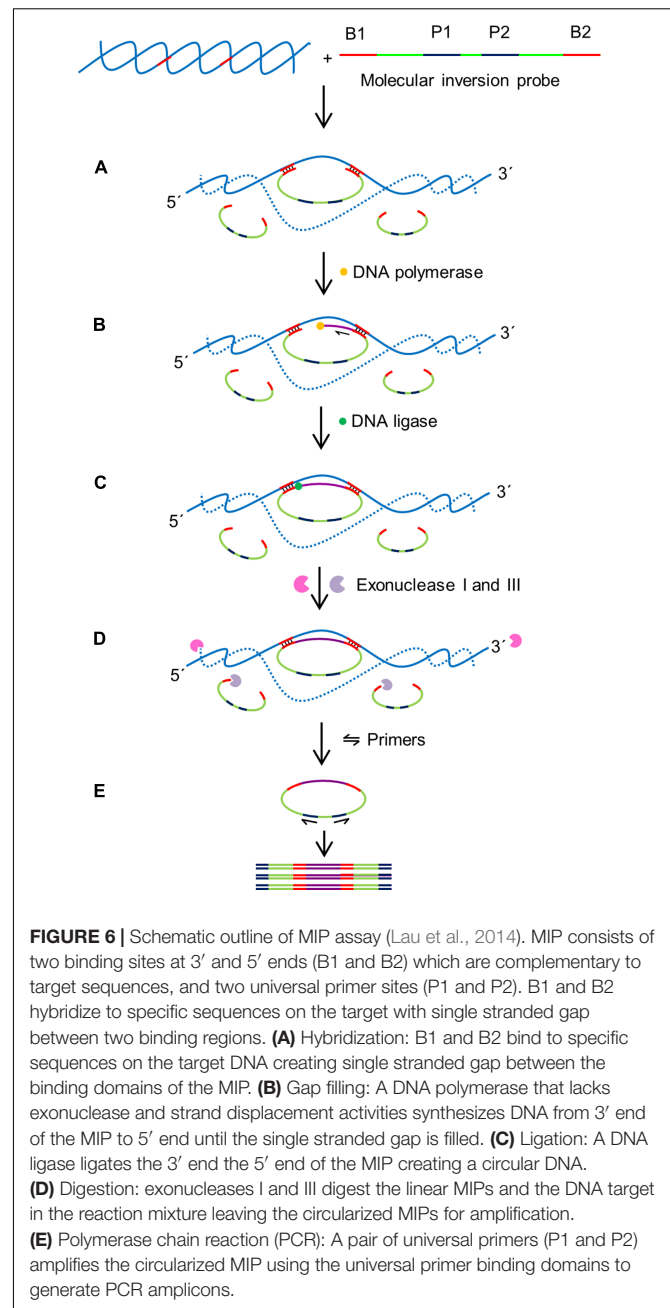 B1 P1 P2 B2
+
Molecular inversion probe
A
3´
5´
DNA polymerase
B
3´
5´
DNA ligase
C
3´
5´
Exonuclease I and III
D
3´
5´
Primers
E
FIGURE 6 | Schematic outline of MIP assay (Lau et al., 2014). MIP consists of
two binding sites at 3′ and 5′ ends (B1 and B2) which are complementary to
target sequences, and two universal primer sites (P1 and P2). B1 and B2
hybridize to specific sequences on the target with single stranded gap
between two binding regions. (A) Hybridization: B1 and B2 bind to specific
sequences on the target DNA creating single stranded gap between the
binding domains of the MIP. (B) Gap filling: A DNA polymerase that lacks
exonuclease and strand displacement activities synthesizes DNA from 3′ end
of the MIP to 5′ end until the single stranded gap is filled. (C) Ligation: A DNA
ligase ligates the 3′ end the 5′ end of the MIP creating a circular DNA.
(D) Digestion: exonucleases I and III digest the linear MIPs and the DNA target
in the reaction mixture leaving the circularized MIPs for amplification.
(E) Polymerase chain reaction (PCR): A pair of universal primers (P1 and P2)
amplifies the circularized MIP using the universal primer binding domains to
generate PCR amplicons.